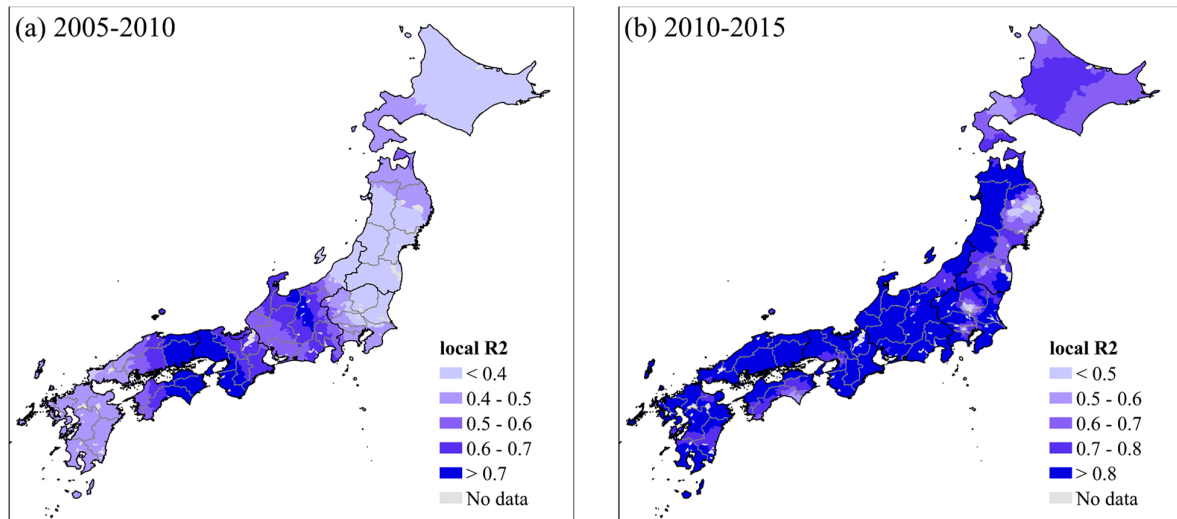 (a) 2005-2010
local R2
< 0.4
0.4 - 0.5
0.5 - 0.6
0.6 - 0.7
> 0.7
No data
(b) 2010-2015
local R2
< 0.5
0.5 - 0.6
0.6 - 0.7
0.7 - 0.8
> 0.8
No data